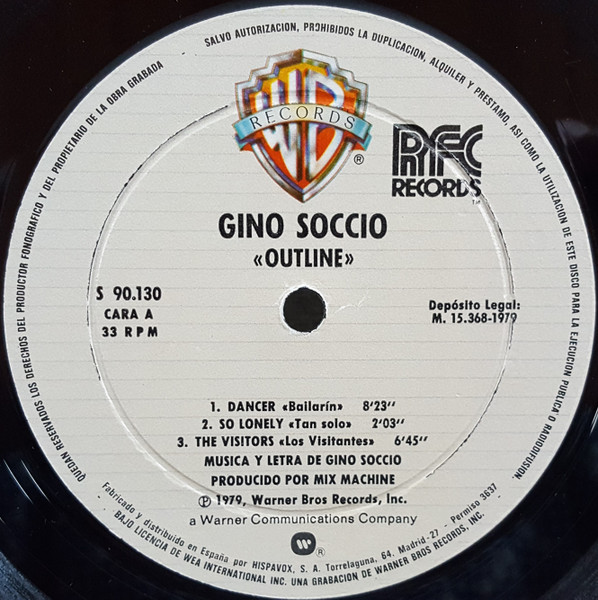 QUEDAN RESERVADOS LOS DERECHOS DEL PRODUCTOR FONOGRAFICO Y DEL PROPIETARIO DE LA OBRA GRABADA
SALVO AUTORIZACION, PROHIBIDOS LA DUPLICACION, ALQUILER Y PRESTAMO, ASI COMO LA UTILIZACION DE ESTE DISCO PARA LA EJECUCION PUBLICA O RADIODIFUSION.
WB
RECORDS
®
RFC
RECORDS
GINO SOCCIO
«OUTLINE»
S 90.130
CARA A
33 RPM
Depósito Legal:
M. 15.368-1979
1. DANCER «Bailarín» 8'23''
2. SO LONELY «Tan solo» 2'03''
3. THE VISITORS «Los Visitantes» 6'45''
MUSICA Y LETRA DE GINO SOCCIO
PRODUCIDO POR MIX MACHINE
Ⓟ 1979, Warner Bros Records, Inc.
a Warner Communications Company
®
Fabricado y distribuido en España por HISPAVOX, S. A. Torrelaguna, 64. Madrid-27 - Permiso 3637
BAJO LICENCIA DE WEA INTERNATIONAL INC. UNA GRABACION DE WARNER BROS RECORDS, INC.